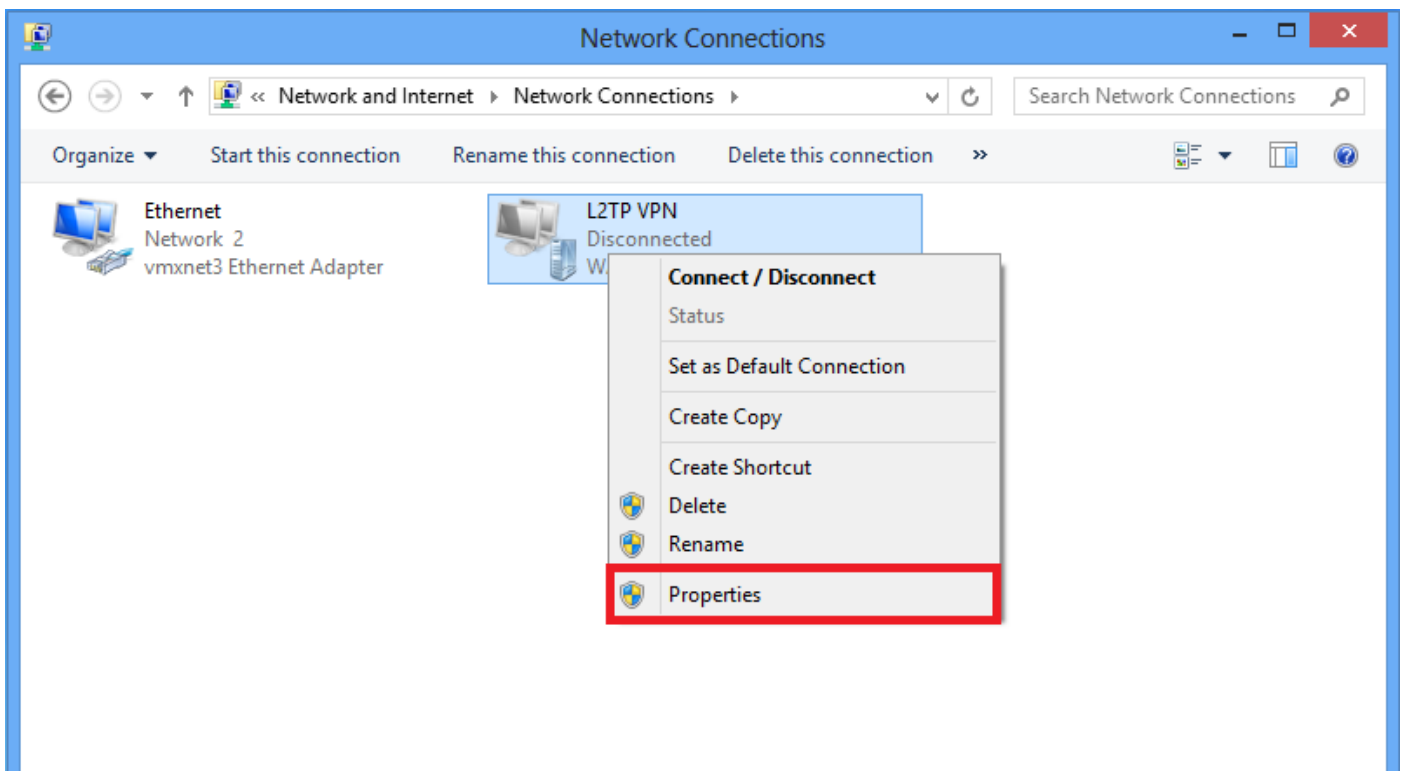 Network Connections
« Network and Internet Network Connections
Search Network Connections
Organize Start this connection Rename this connection Delete this connection »
Ethernet
Network 2
vmxnet3 Ethernet Adapter
L2TP VPN
Disconnected
Connect / Disconnect
Status
Set as Default Connection
Create Copy
Create Shortcut
Delete
Rename
Properties